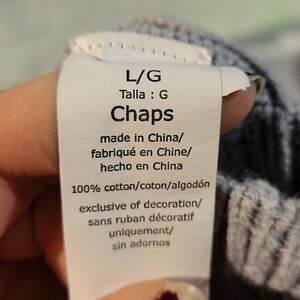 L/G
Talla : G
Chaps
made in China/
fabriqué en Chine/
hecho en China
100% cotton/coton/algodón
exclusive of decoration/
sans ruban décoratif
uniquement/
sin adornos